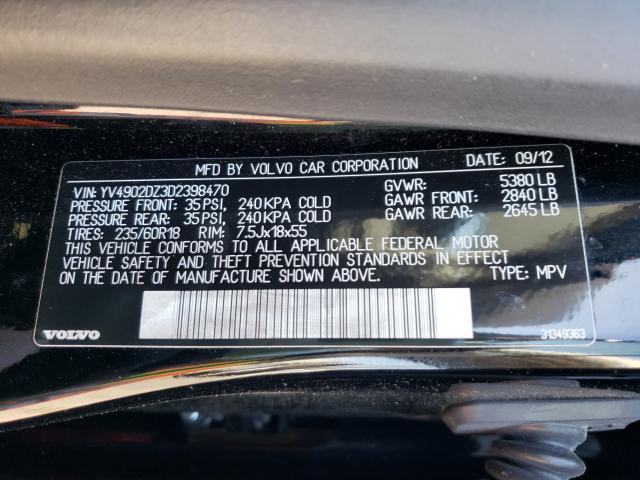 MFD BY VOLVO CAR CORPORATION DATE: 09/12
VIN: YV4902DZ3D2398470 GVWR: 5380 LB
PRESSURE FRONT: 35 PSI, 240 KPA COLD GAWR FRONT: 2840 LB
PRESSURE REAR: 35 PSI, 240 KPA COLD GAWR REAR: 2645 LB
TIRES: 235/60R18 RIM: 7.5Jx18x55
THIS VEHICLE CONFORMS TO ALL APPLICABLE FEDERAL MOTOR
VEHICLE SAFETY AND THEFT PREVENTION STANDARDS IN EFFECT
ON THE DATE OF MANUFACTURE SHOWN ABOVE. TYPE: MPV
VOLVO 31349363